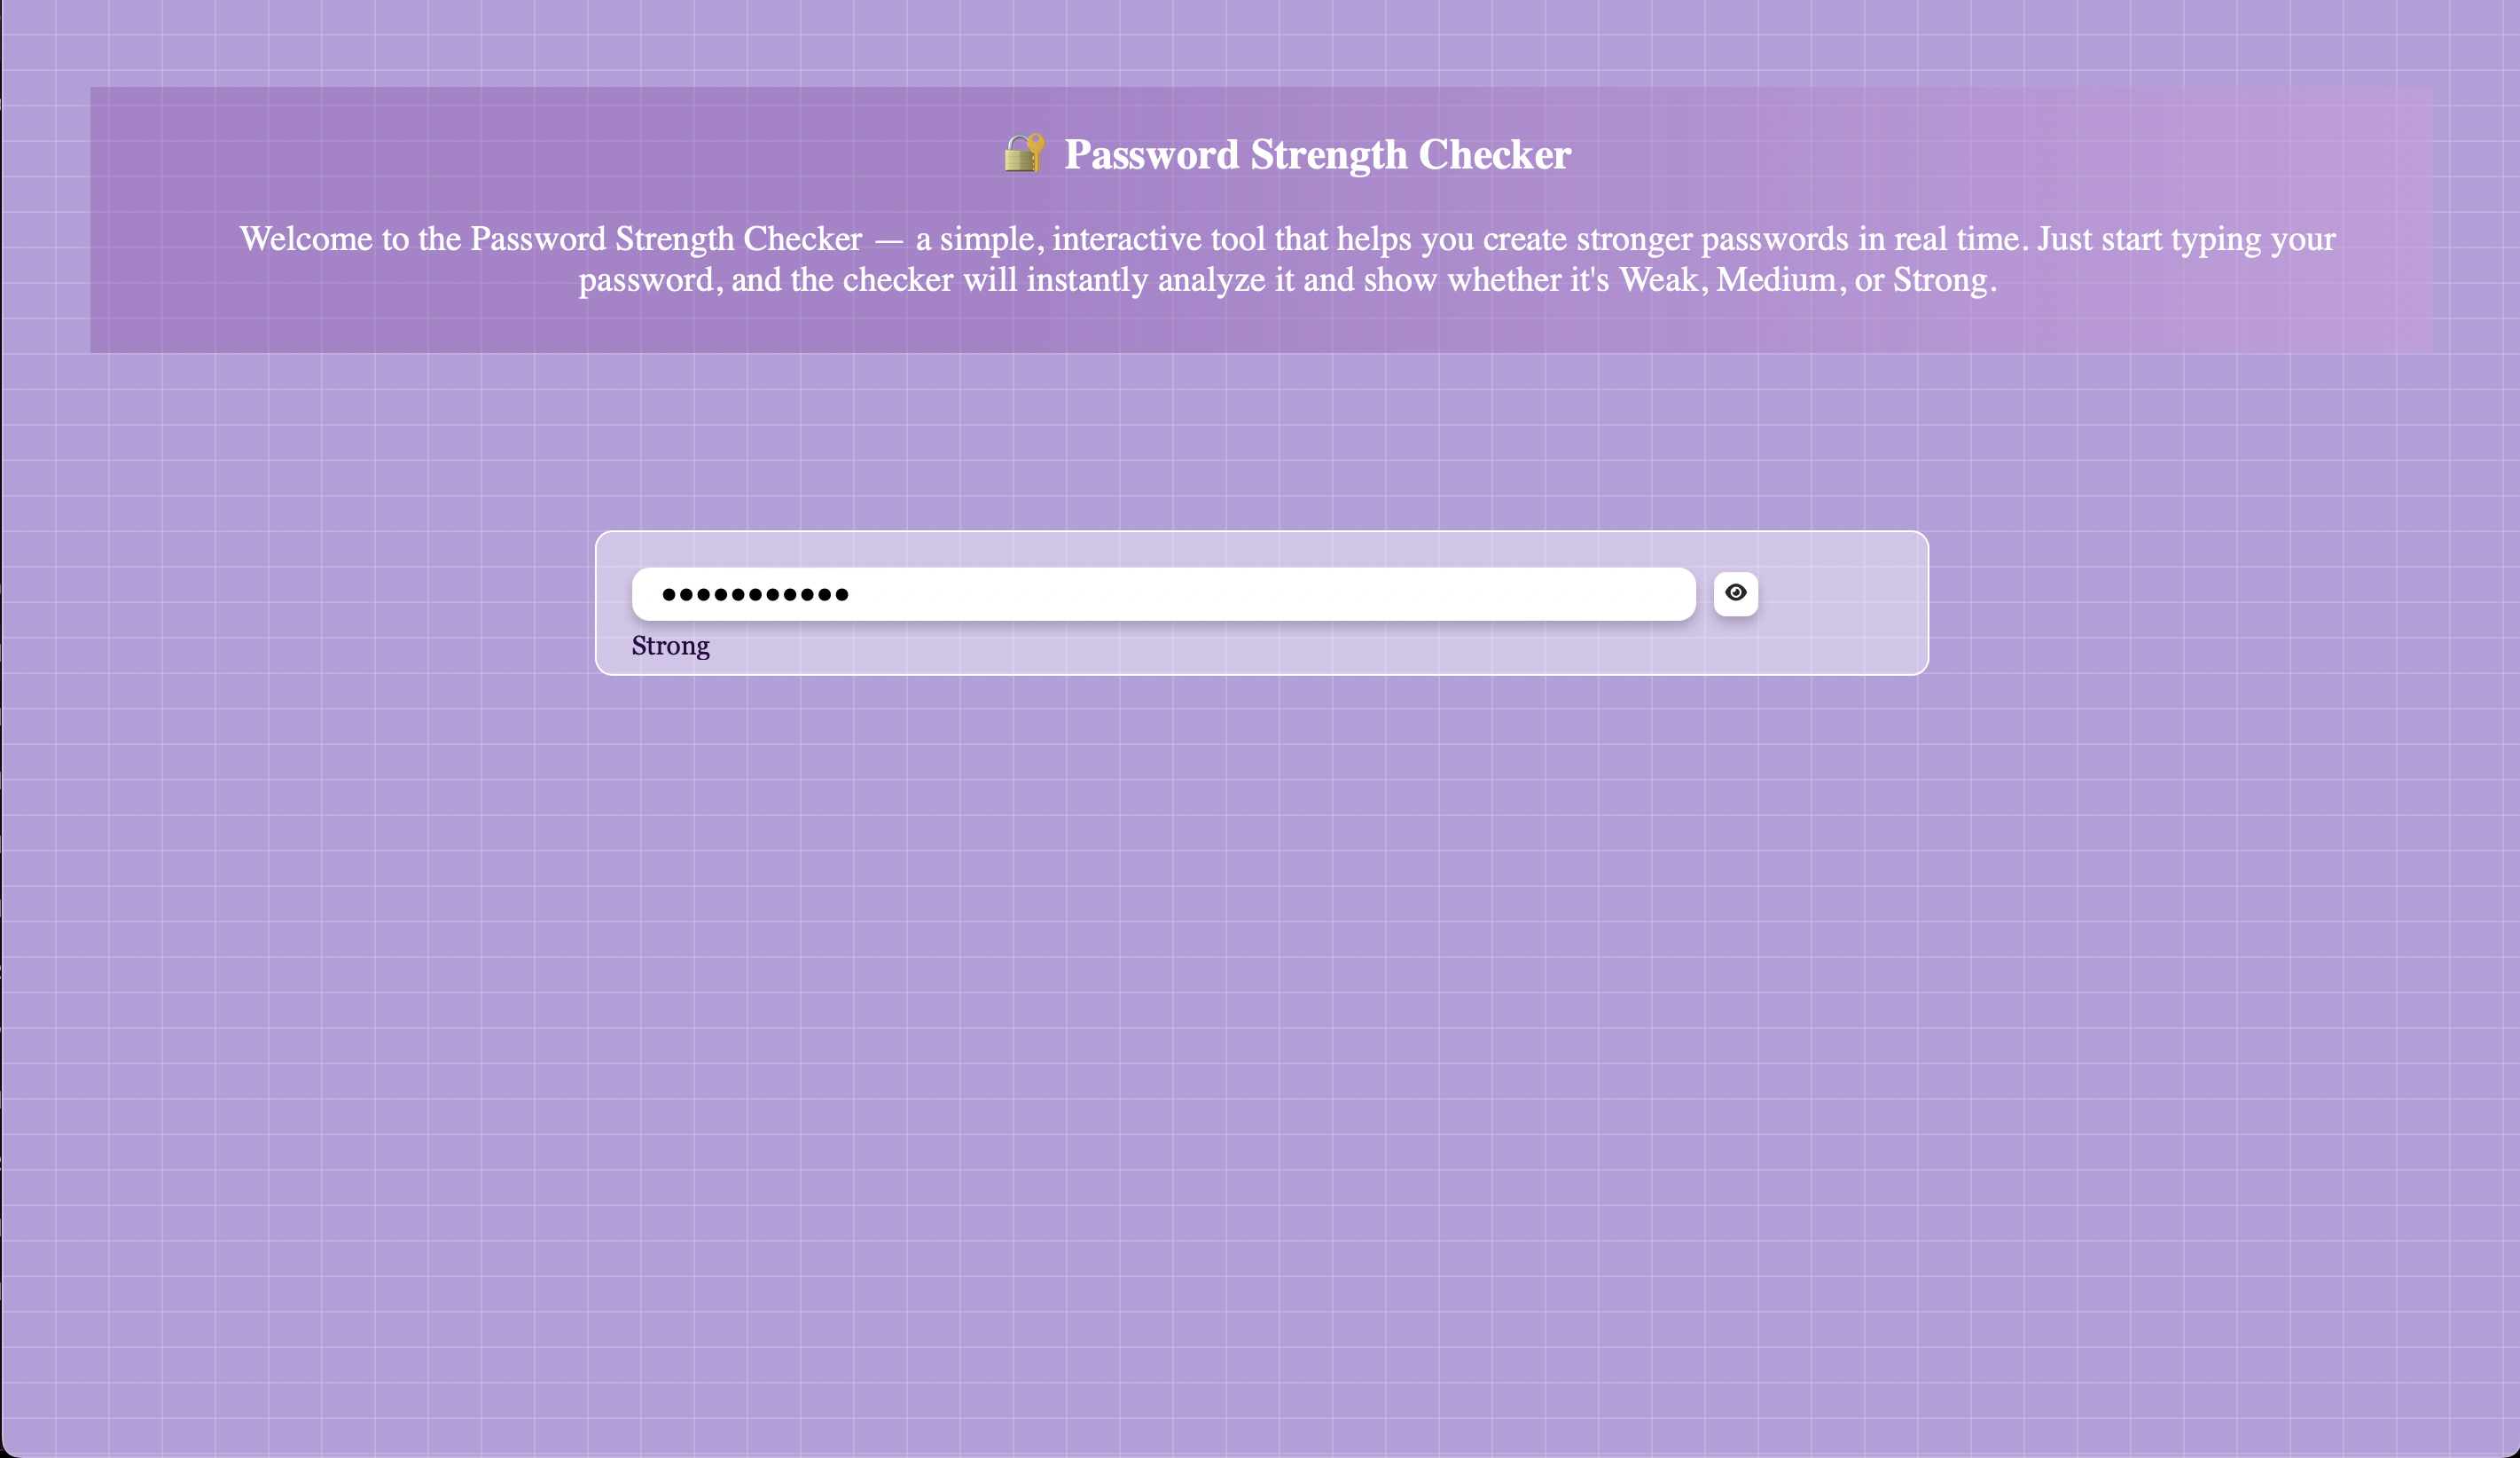 🔐 Password Strength Checker
Welcome to the Password Strength Checker — a simple, interactive tool that helps you create stronger passwords in real time. Just start typing your
password, and the checker will instantly analyze it and show whether it's Weak, Medium, or Strong.
•••••••••••
Strong